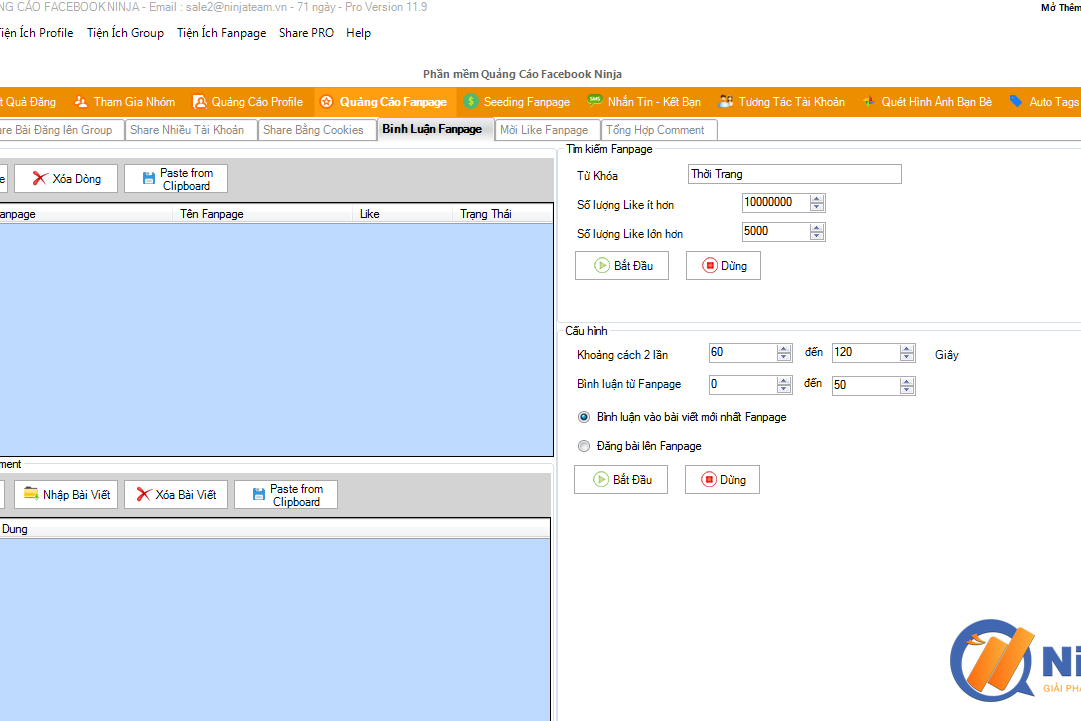 NG CÁO FACEBOOKNINJA - Email : sale2@ninjateam.vn - 71 ngày - Pro Version 11.9
Mở Thêm
Tiện Ích Profile Tiện Ích Group Tiện Ích Fanpage Share PRO Help
Phần mềm Quảng Cáo Facebook Ninja
t Quả Đăng Tham Gia Nhóm Quảng Cáo Profile Quảng Cáo Fanpage Seeding Fanpage Nhắn Tin - Kết Bạn Tương Tác Tài Khoản Quét Hình Ảnh Bạn Bè Auto Tags
are Bài Đăng lên Group Share Nhiều Tài Khoản Share Bằng Cookies Bình Luận Fanpage Mời Like Fanpage Tổng Hợp Comment
e Xóa Dòng Paste from
Clipboard
anpage Tên Fanpage Like Trạng Thái
Tìm kiếm Fanpage
Từ Khóa Thời Trang
Số lượng Like ít hơn 10000000
Số lượng Like lớn hơn 5000
Bắt Đầu Dừng
Cấu hình
Khoảng cách 2 lần 60 đến 120 Giây
Bình luận từ Fanpage 0 đến 50
Bình luận vào bài viết mới nhất Fanpage
Đăng bài lên Fanpage
Bắt Đầu Dừng
ment
Nhập Bài Viết Xóa Bài Viết Paste from
Clipboard
Dung
Ni
GIẢI PHÁ